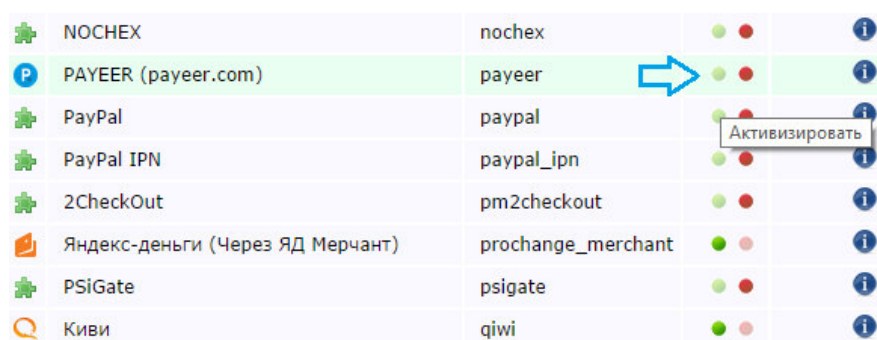 NOCHEX nochex
PAYEER (payeer.com) payeer
PayPal paypal
Активизировать
PayPal IPN paypal_ipn
2CheckOut pm2checkout
Яндекс-деньги (Через ЯД Мерчант) prochange_merchant
PSiGate psigate
Киви qiwi